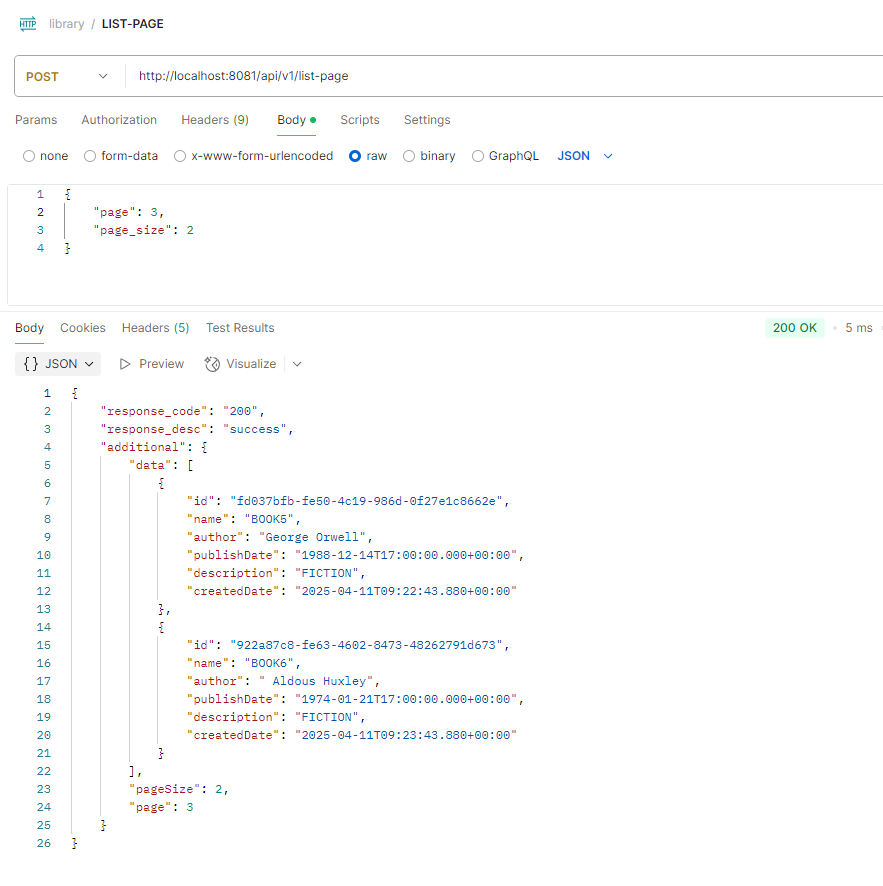 HTTP library / LIST-PAGE
POST http://localhost:8081/api/v1/list-page
Params Authorization Headers (9) Body Scripts Settings
none form-data x-www-form-urlencoded raw binary GraphQL JSON
1 {
2 "page": 3,
3 "page_size": 2
4 }
Body Cookies Headers (5) Test Results 200 OK 5 ms
{} JSON Preview Visualize
1 {
2 "response_code": "200",
3 "response_desc": "success",
4 "additional": {
5 "data": [
6 {
7 "id": "fd037bfb-fe50-4c19-986d-0f27e1c8662e",
8 "name": "BOOK5",
9 "author": "George Orwell",
10 "publishDate": "1988-12-14T17:00:00.000+00:00",
11 "description": "FICTION",
12 "createdDate": "2025-04-11T09:22:43.880+00:00"
13 },
14 {
15 "id": "922a87c8-fe63-4602-8473-48262791d673",
16 "name": "BOOK6",
17 "author": " Aldous Huxley",
18 "publishDate": "1974-01-21T17:00:00.000+00:00",
19 "description": "FICTION",
20 "createdDate": "2025-04-11T09:23:43.880+00:00"
21 }
22 ],
23 "pageSize": 2,
24 "page": 3
25 }
26 }